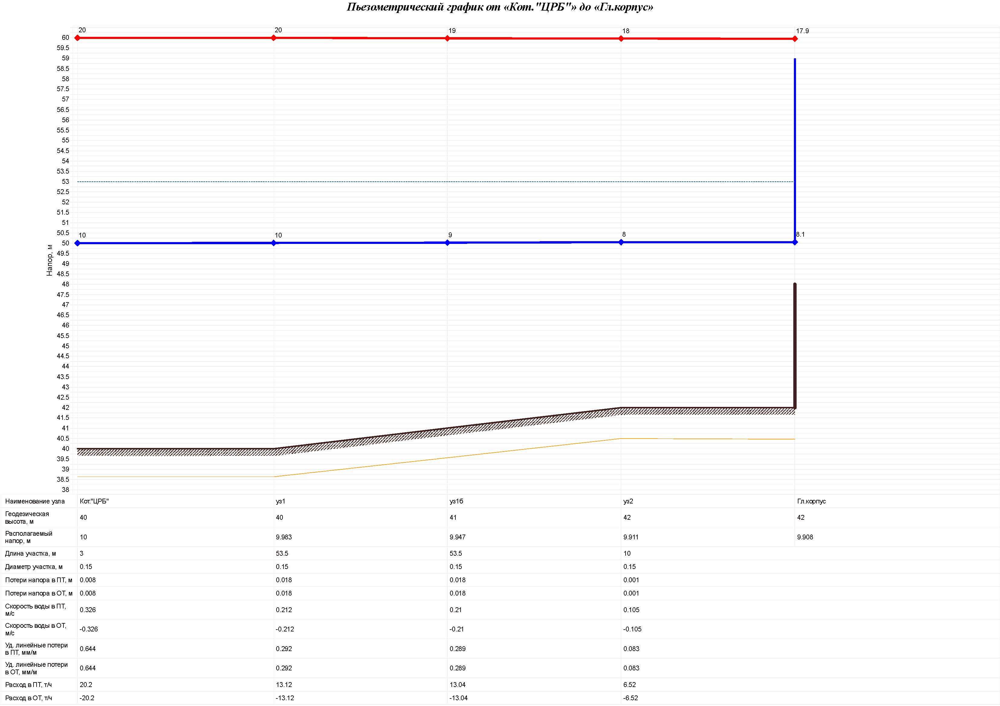 Пьезометрический график от «Кот."ЦРБ"» до «Гл.корпус»
20 20 19 18 17.9
60
59.5
59
58.5
58
57.5
57
56.5
56
55.5
55
54.5
54
53.5
53
52.5
52
51.5
51
50.5
10 10 9 8 8.1
50
49.5
49
48.5
48
47.5
47
46.5
46
45.5
45
44.5
44
43.5
43
42.5
42
41.5
41
40.5
40
39.5
39
38.5
38
Напор, м
Наименование узла Кот."ЦРБ" уз1 уз1б уз2 Гл.корпус
Геодезическая
высота, м
40 40 41 42 42
Располагаемый
напор, м
10 9.983 9.947 9.911 9.908
Длина участка, м 3 53.5 53.5 10
Диаметр участка, м 0.15 0.15 0.15 0.15
Потери напора в ПТ, м 0.008 0.018 0.018 0.001
Потери напора в ОТ, м 0.008 0.018 0.018 0.001
Скорость воды в ПТ,
м/с
0.326 0.212 0.21 0.105
Скорость воды в ОТ,
м/с
-0.326 -0.212 -0.21 -0.105
Уд. линейные потери
в ПТ, мм/м
0.644 0.292 0.289 0.083
Уд. линейные потери
в ОТ, мм/м
0.644 0.292 0.289 0.083
Расход в ПТ, т/ч 20.2 13.12 13.04 6.52
Расход в ОТ, т/ч -20.2 -13.12 -13.04 -6.52